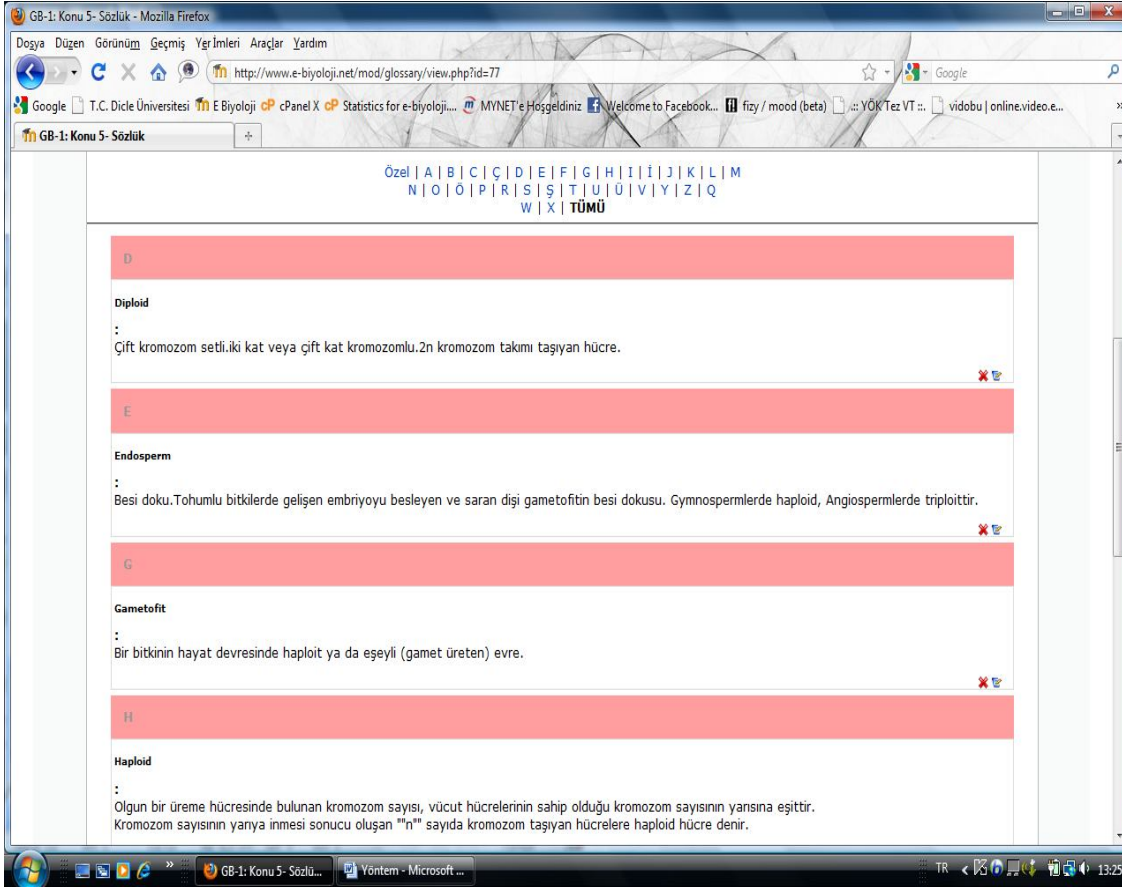 GB-1: Konu 5- Sözlük - Mozilla Firefox
Dosya Düzen Görünüm Geçmiş Yer İmleri Araçlar Yardım
http://www.e-biyoloji.net/mod/glossary/view.php?id=77 Google
Google T.C. Dicle Üniversitesi E Biyoloji cPanel X Statistics for e-biyoloji.... MYNET'e Hoşgeldiniz Welcome to Facebook... fizy / mood (beta) .:: YÖK Tez VT ::. vidobu | online.video.e... »
GB-1: Konu 5- Sözlük
Özel | A | B | C | Ç | D | E | F | G | H | I | İ | J | K | L | M
N | O | Ö | P | R | S | Ş | T | U | Ü | V | Y | Z | Q
W | X | TÜMÜ
D
Diploid
:
Çift kromozom setli.iki kat veya çift kat kromozomlu.2n kromozom takımı taşıyan hücre.
E
Endosperm
:
Besi doku.Tohumlu bitkilerde gelişen embriyoyu besleyen ve saran dişi gametofitin besi dokusu. Gymnospermlerde haploid, Angiospermlerde triploittir.
G
Gametofit
:
Bir bitkinin hayat devresinde haploit ya da eşeyli (gamet üreten) evre.
H
Haploid
:
Olgun bir üreme hücresinde bulunan kromozom sayısı, vücut hücrelerinin sahip olduğu kromozom sayısının yarısına eşittir.
Kromozom sayısının yarıya inmesi sonucu oluşan ""n"" sayıda kromozom taşıyan hücrelere haploid hücre denir.
» GB-1: Konu 5- Sözlü... Yöntem - Microsoft ... TR 13:25